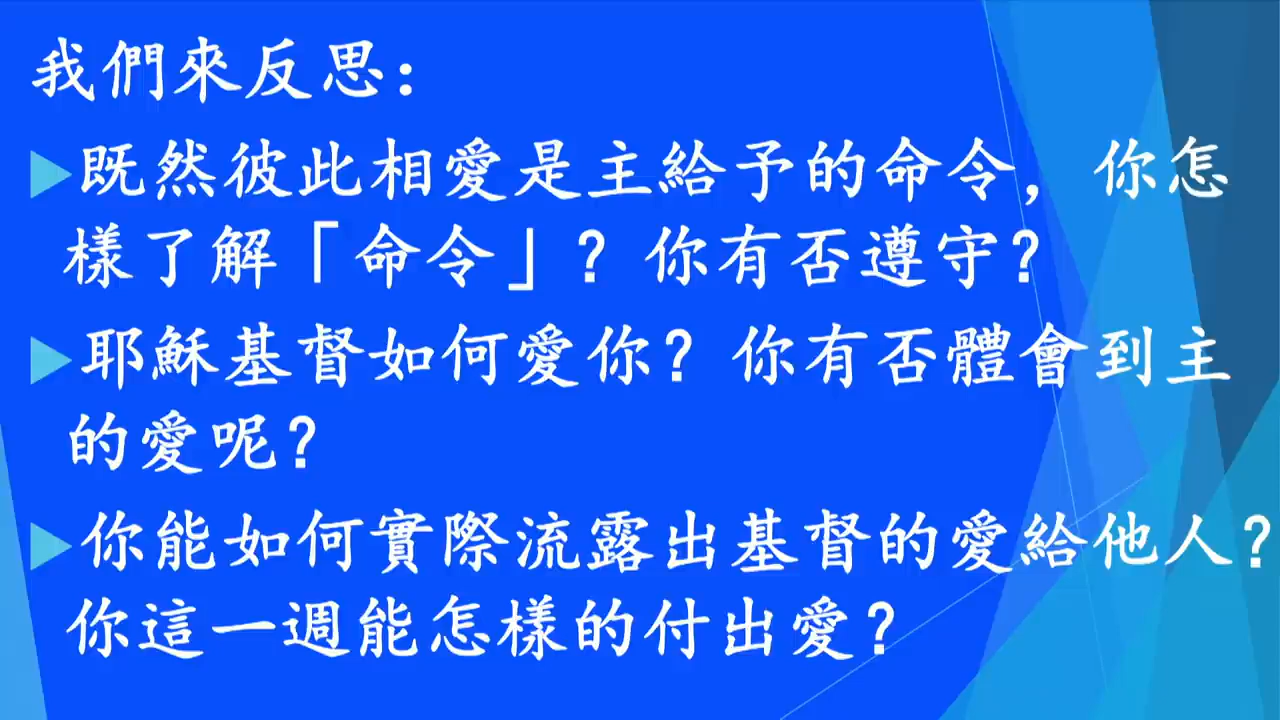 我們來反思：
既然彼此相愛是主給予的命令，你怎
樣了解「命令」？你有否遵守？
耶穌基督如何愛你？你有否體會到主
的愛呢？
你能如何實際流露出基督的愛給他人？
你這一週能怎樣的付出愛？